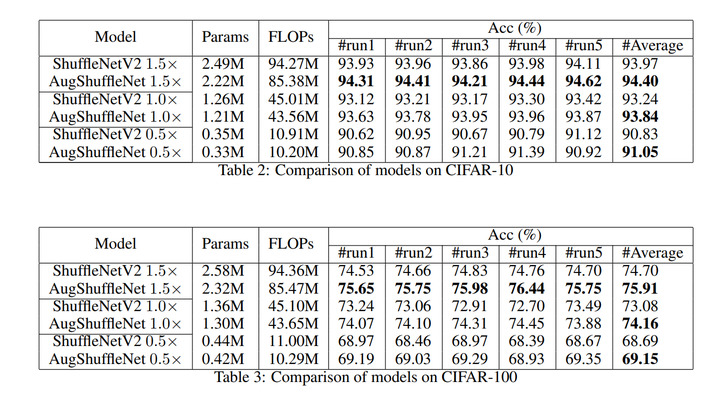 Model Params FLOPs Acc (%)
#run1 #run2 #run3 #run4 #run5 #Average
ShuffleNetV2 1.5× 2.49M 94.27M 93.93 93.96 93.86 93.98 94.11 93.97
AugShuffleNet 1.5× 2.22M 85.38M 94.31 94.41 94.21 94.44 94.62 94.40
ShuffleNetV2 1.0× 1.26M 45.01M 93.12 93.21 93.17 93.30 93.42 93.24
AugShuffleNet 1.0× 1.21M 43.56M 93.63 93.78 93.95 93.96 93.87 93.84
ShuffleNetV2 0.5× 0.35M 10.91M 90.62 90.95 90.67 90.79 91.12 90.83
AugShuffleNet 0.5× 0.33M 10.20M 90.85 90.87 91.21 91.39 90.92 91.05
Table 2: Comparison of models on CIFAR-10
Model Params FLOPs Acc (%)
#run1 #run2 #run3 #run4 #run5 #Average
ShuffleNetV2 1.5× 2.58M 94.36M 74.53 74.66 74.83 74.76 74.70 74.70
AugShuffleNet 1.5× 2.32M 85.47M 75.65 75.75 75.98 76.44 75.75 75.91
ShuffleNetV2 1.0× 1.36M 45.10M 73.24 73.06 72.91 72.70 73.49 73.08
AugShuffleNet 1.0× 1.30M 43.65M 74.07 74.10 74.31 74.45 73.88 74.16
ShuffleNetV2 0.5× 0.44M 11.00M 68.97 68.46 68.97 68.39 68.67 68.69
AugShuffleNet 0.5× 0.42M 10.29M 69.19 69.03 69.29 68.93 69.35 69.15
Table 3: Comparison of models on CIFAR-100